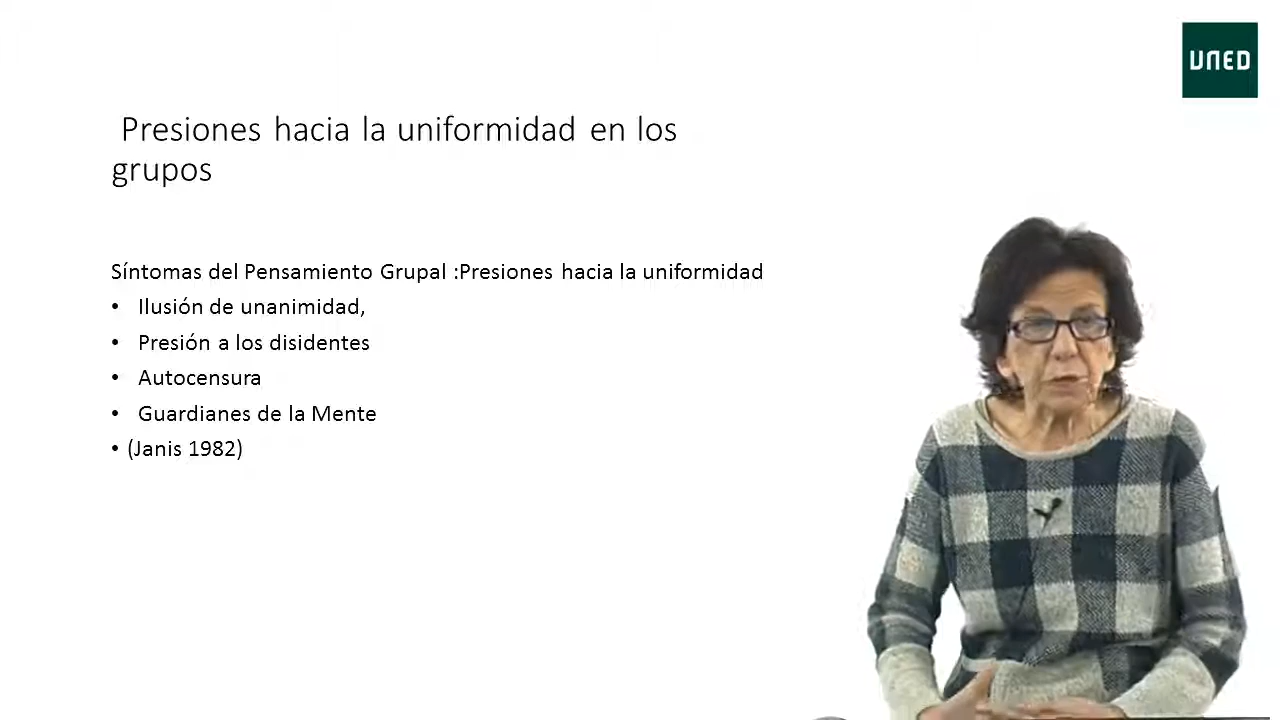 UNED
Presiones hacia la uniformidad en los
grupos
Síntomas del Pensamiento Grupal :Presiones hacia la uniformidad
• Ilusión de unanimidad,
• Presión a los disidentes
• Autocensura
• Guardianes de la Mente
• (Janis 1982)